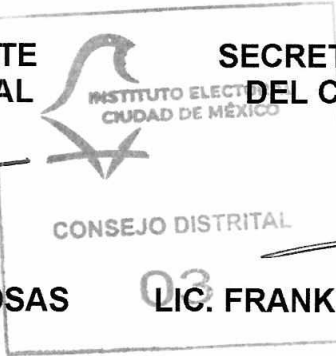 TE SECRET
AL DEL C
INSTITUTO ELECTORAL
CIUDAD DE MÉXICO
CONSEJO DISTRITAL
03
OSAS LIC. FRANK